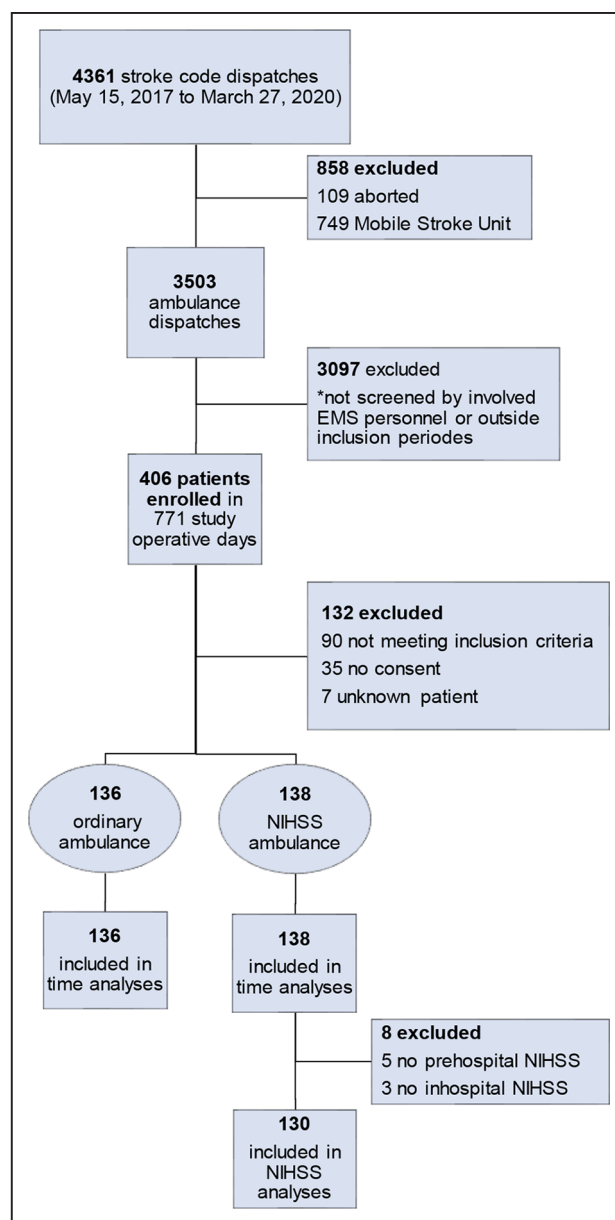 4361 stroke code dispatches
(May 15, 2017 to March 27, 2020)
858 excluded
109 aborted
749 Mobile Stroke Unit
3503
ambulance
dispatches
3097 excluded
*not screened by involved
EMS personnel or outside
inclusion periodes
406 patients
enrolled in
771 study
operative days
132 excluded
90 not meeting inclusion criteria
35 no consent
7 unknown patient
136
ordinary
ambulance
138
NIHSS
ambulance
136
included in
time analyses
138
included in
time analyses
8 excluded
5 no prehospital NIHSS
3 no inhospital NIHSS
130
included in
NIHSS
analyses